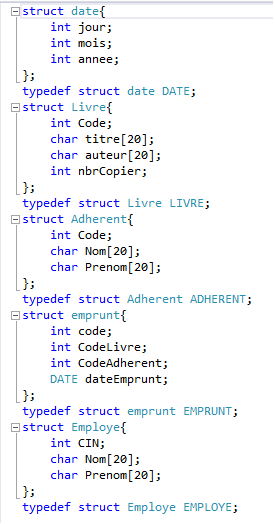 struct date{
int jour;
int mois;
int annee;
};
typedef struct date DATE;
struct Livre{
int Code;
char titre[20];
char auteur[20];
int nbrCopier;
};
typedef struct Livre LIVRE;
struct Adherent{
int Code;
char Nom[20];
char Prenom[20];
};
typedef struct Adherent ADHERENT;
struct emprunt{
int code;
int CodeLivre;
int CodeAdherent;
DATE dateEmprunt;
};
typedef struct emprunt EMPRUNT;
struct Employe{
int CIN;
char Nom[20];
char Prenom[20];
};
typedef struct Employe EMPLOYE;